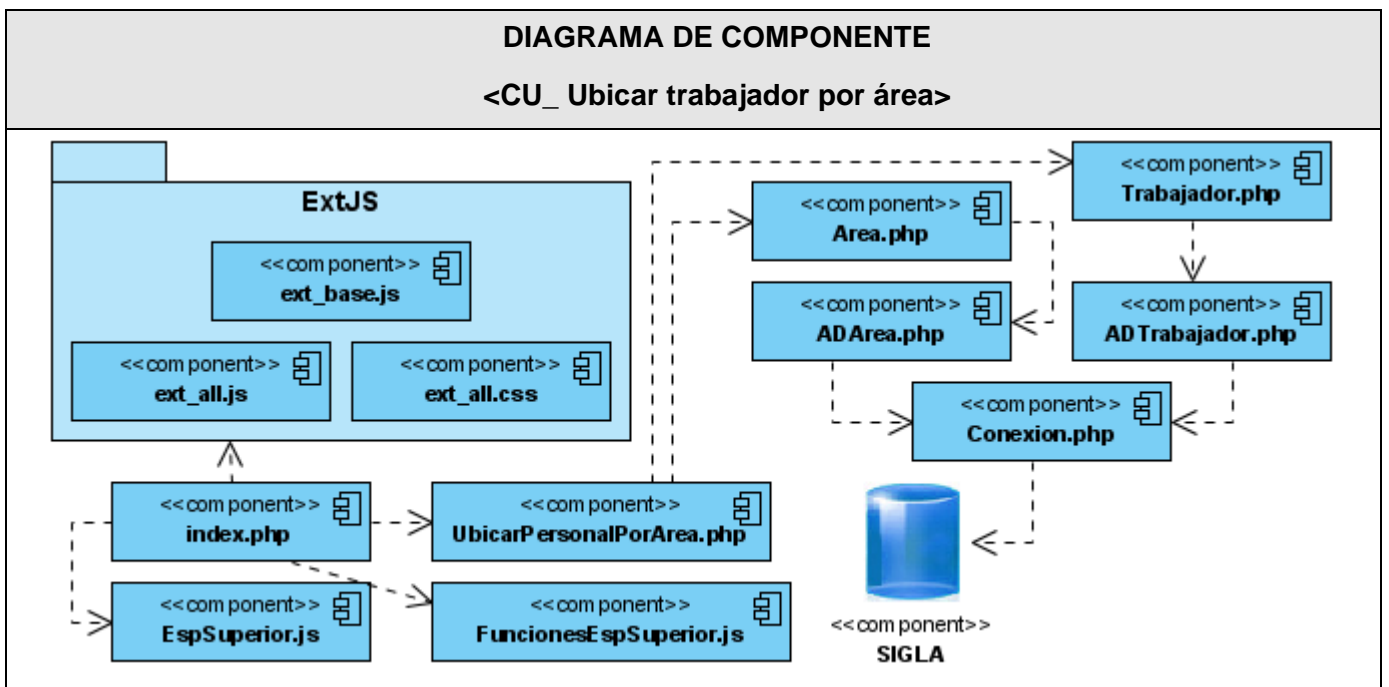 DIAGRAMA DE COMPONENTE
<CU_ Ubicar trabajador por área>
ExtJS
<<component>>
ext_base.js
<<component>>
ext_all.js
<<component>>
ext_all.css
<<component>>
index.php
<<component>>
EspSuperior.js
<<component>>
UbicarPersonalPorArea.php
<<component>>
FuncionesEspSuperior.js
<<component>>
Area.php
<<component>>
ADArea.php
<<component>>
Trabajador.php
<<component>>
ADTrabajador.php
<<component>>
Conexion.php
<<component>>
SIGLA